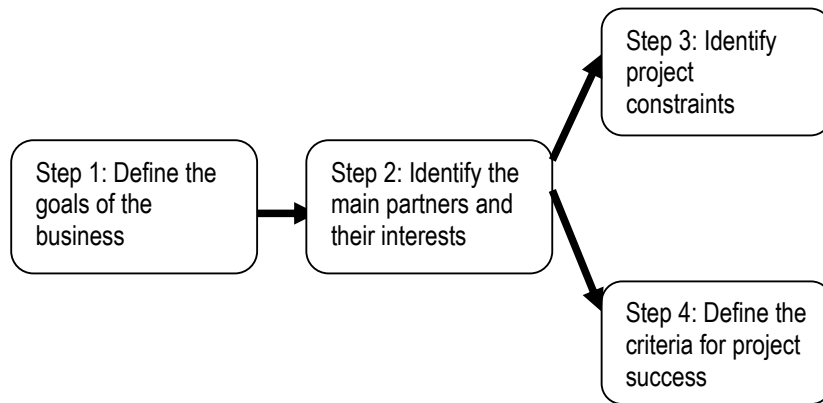 Step 1: Define the
goals of the
business
Step 2: Identify the
main partners and
their interests
Step 3: Identify
project
constraints
Step 4: Define the
criteria for project
success